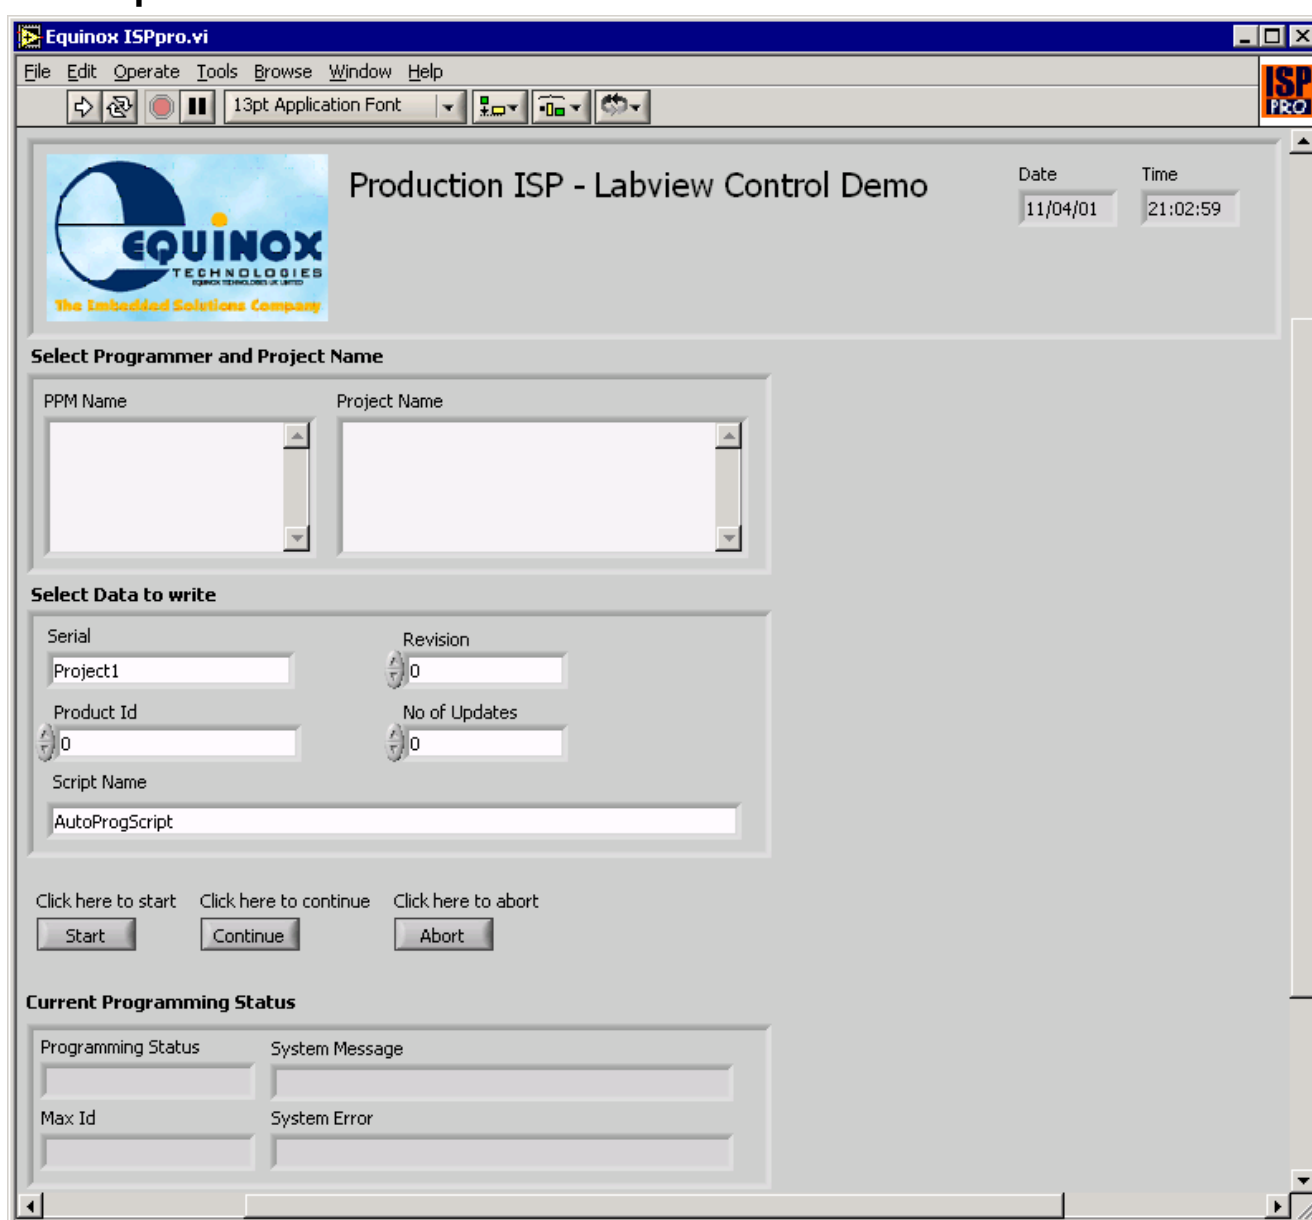 Equinox ISPpro.vi
File Edit Operate Tools Browse Window Help
13pt Application Font
ISP
PRO
Production ISP - Labview Control Demo
Date Time
11/04/01 21:02:59
EQUINOX
TECHNOLOGIES
EQUINOX TECHNOLOGIES UK LIMITED
The Embedded Solutions Company
Select Programmer and Project Name
PPM Name Project Name
Select Data to write
Serial Revision
Project1 0
Product Id No of Updates
0 0
Script Name
AutoProgScript
Click here to start Click here to continue Click here to abort
Start Continue Abort
Current Programming Status
Programming Status System Message
Max Id System Error